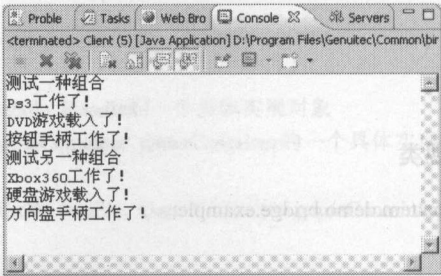 Proble Tasks Web Bro Console Servers
<terminated> Client (5) [Java Application] D:\Program Files\Genuitec\Common\bir
测试一种组合
Ps3工作了!
DVD游戏载入了!
按钮手柄工作了!
测试另一种组合
Xbox360工作了!
硬盘游戏载入了!
方向盘手柄工作了!